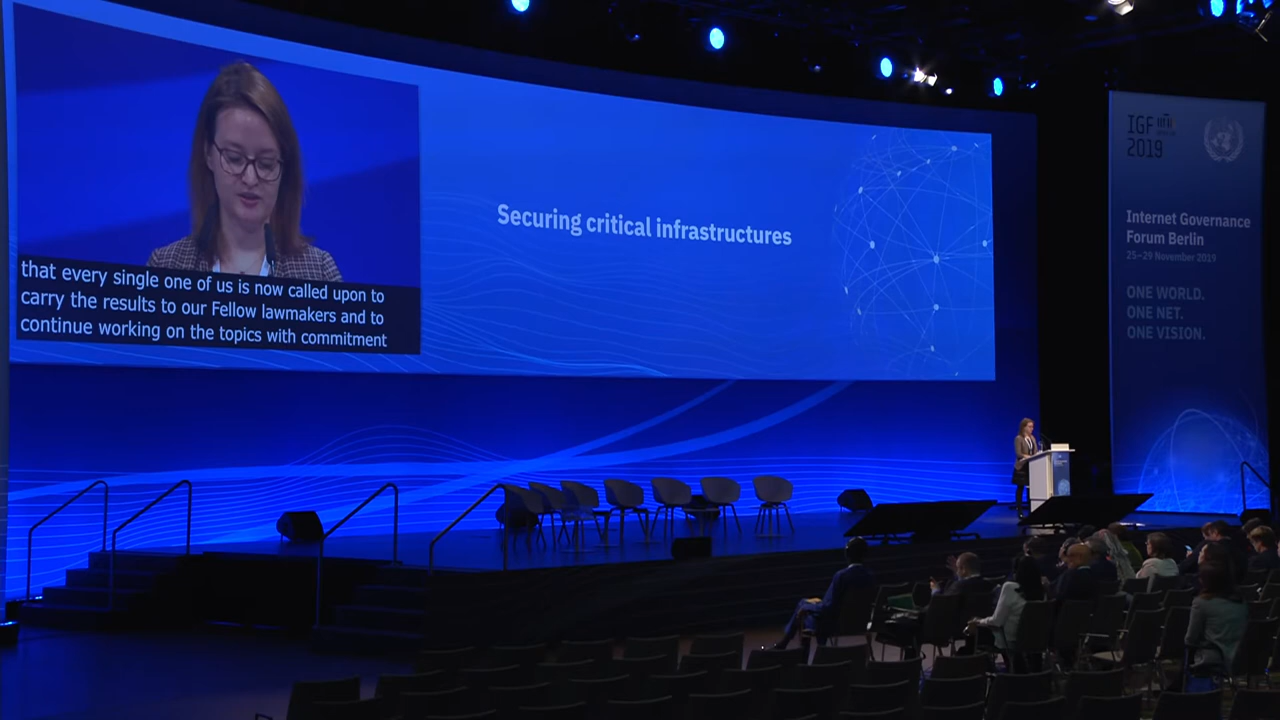 that every single one of us is now called upon to
carry the results to our Fellow lawmakers and to
continue working on the topics with commitment
Securing critical infrastructures
IGF
2019
Internet Governance
Forum Berlin
25–29 November 2019
ONE WORLD.
ONE NET.
ONE VISION.